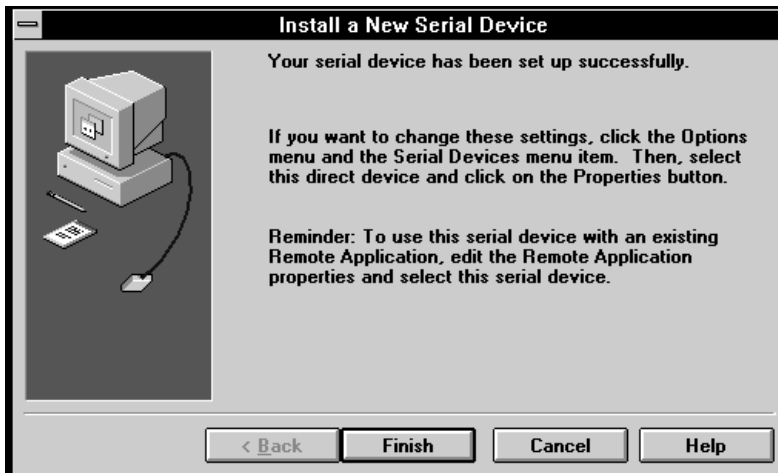 Install a New Serial Device
Your serial device has been set up successfully.
If you want to change these settings, click the Options
menu and the Serial Devices menu item.  Then, select
this direct device and click on the Properties button.
Reminder: To use this serial device with an existing
Remote Application, edit the Remote Application
properties and select this serial device.
< Back
Finish
Cancel
Help